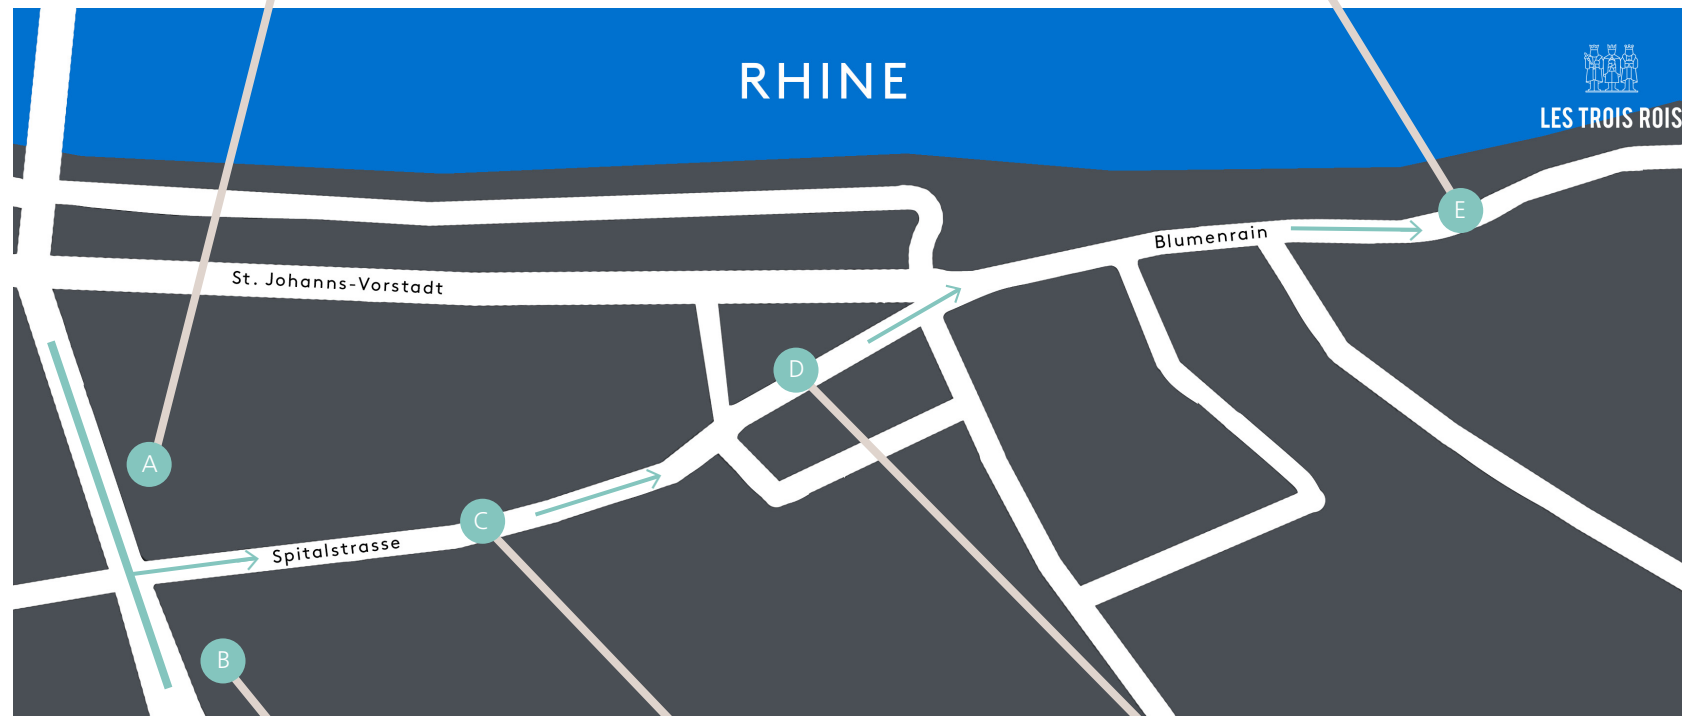 RHINE
LES TROIS ROIS
E
Blumenrain
St. Johanns-Vorstadt
D
A
C
Spitalstrasse
B